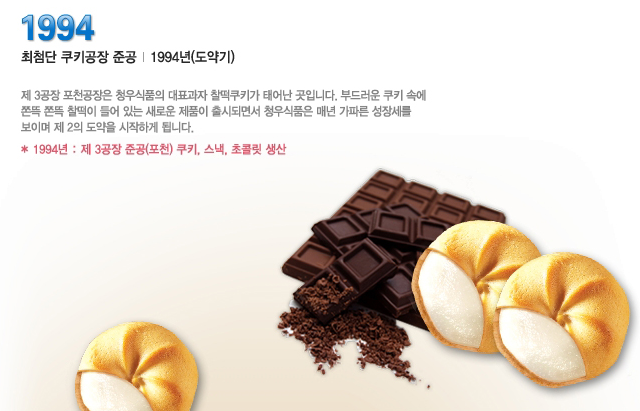 1994
최첨단 쿠키공장 준공 | 1994년(도약기)
제 3공장 포천공장은 청우식품의 대표과자 찰떡쿠키가 태어난 곳입니다. 부드러운 쿠키 속에
쫀뜩 쫀뜩 찰떡이 들어 있는 새로운 제품이 출시되면서 청우식품은 매년 가파른 성장세를
보이며 제 2의 도약을 시작하게 됩니다.
* 1994년 : 제 3공장 준공(포천) 쿠키, 스낵, 초콜릿 생산